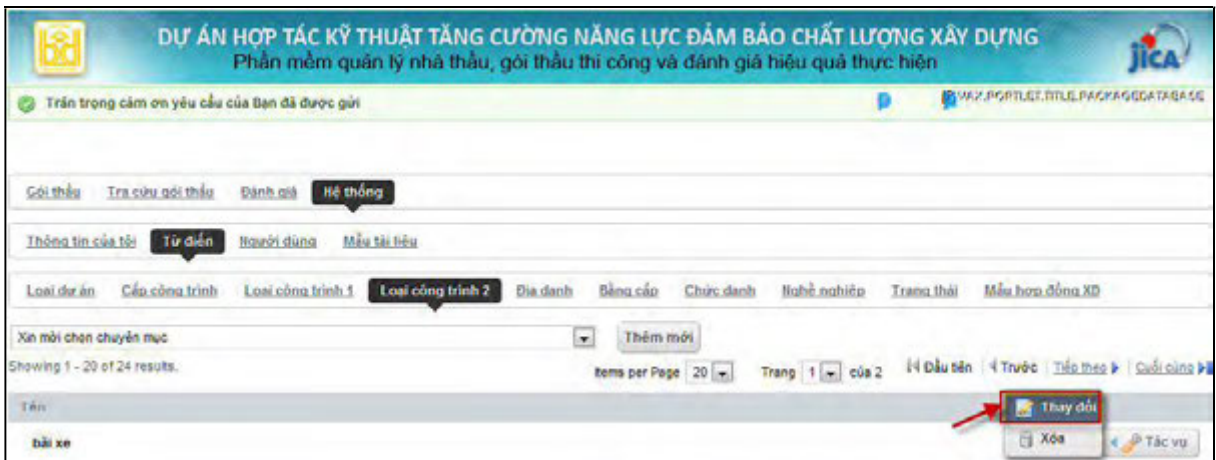 DỰ ÁN HỢP TÁC KỸ THUẬT TĂNG CƯỜNG NĂNG LỰC ĐẢM BẢO CHẤT LƯỢNG XÂY DỰNG
Phần mềm quản lý nhà thầu, gói thầu thi công và đánh giá hiệu quả thực hiện
jica
Trân trọng cám ơn yêu cầu của Bạn đã được gửi
Gói thầu Tra cứu gói thầu Đánh giá Hệ thống
Thông tin của tôi Từ điển Người dùng Mẫu tài liệu
Loại dự án Cấp công trình Loại công trình 1 Loại công trình 2 Địa danh Bằng cấp Chức danh Nghề nghiệp Trạng thái Mẫu hợp đồng XD
Xin mời chọn chuyên mục Thêm mới
Showing 1 - 20 of 24 results. Items per Page 20 Trang 1 của 2 Đầu tiên Trước Tiếp theo Cuối cùng
Tên
Thay đổi
bãi xe Xóa Tác vụ